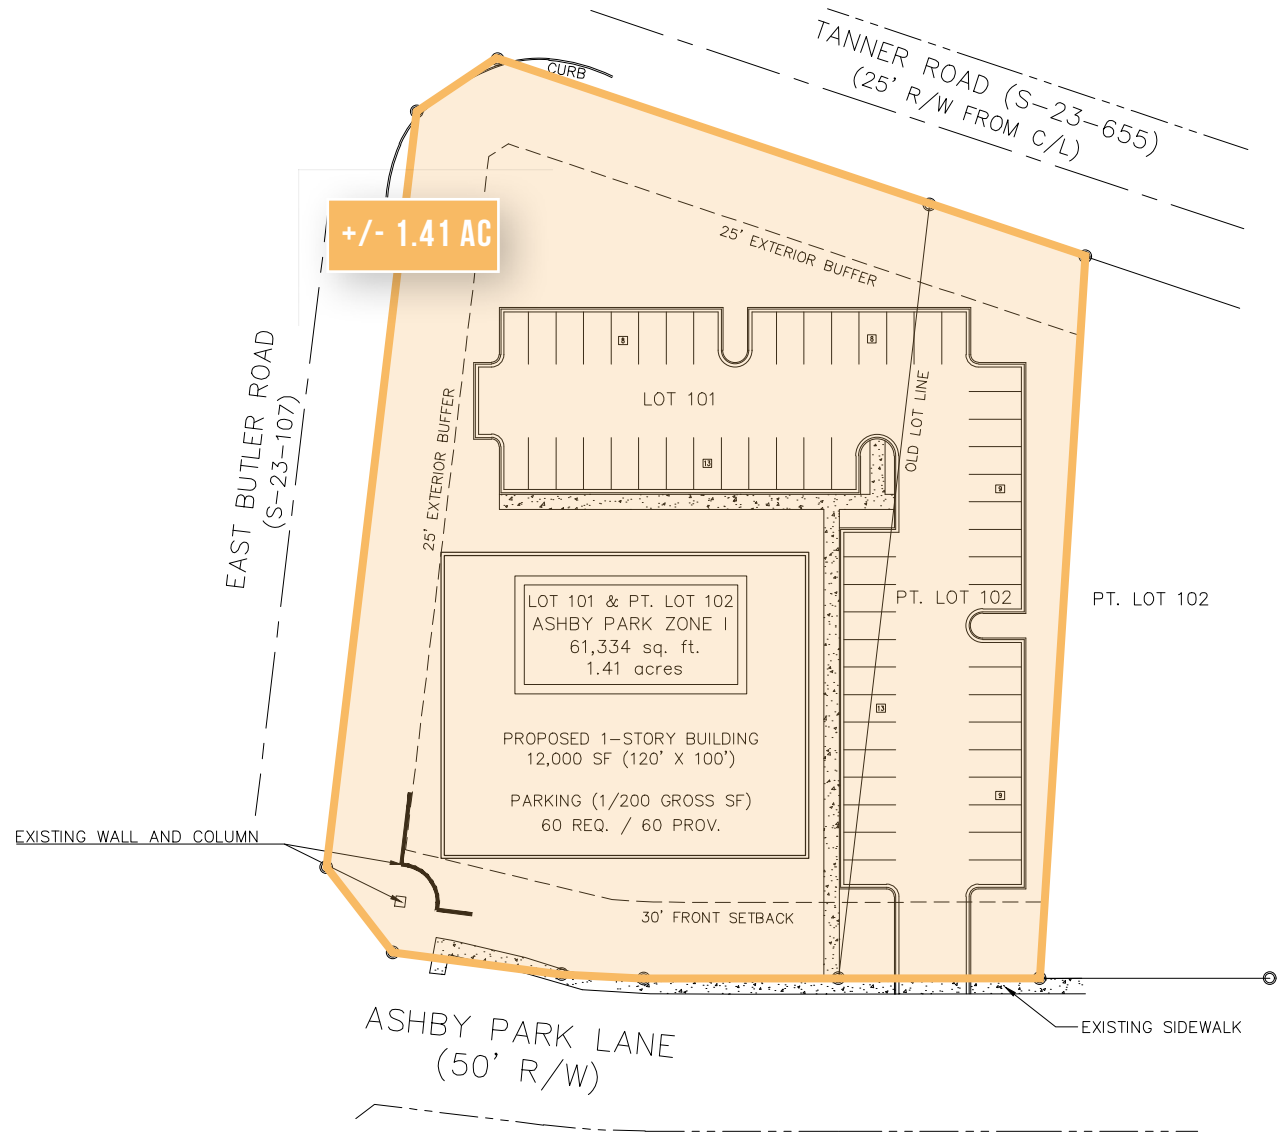 TANNER ROAD (S-23-655)
(25' R/W FROM C/L)
CURB
+/- 1.41 AC
25' EXTERIOR BUFFER
EAST BUTLER ROAD
(S-23-107)
25' EXTERIOR BUFFER
8
8
LOT 101
OLD LOT LINE
13
9
LOT 101 & PT. LOT 102
ASHBY PARK ZONE I
61,334 sq. ft.
1.41 acres
PT. LOT 102
PT. LOT 102
13
PROPOSED 1-STORY BUILDING
12,000 SF (120' X 100')
PARKING (1/200 GROSS SF)
60 REQ. / 60 PROV.
9
EXISTING WALL AND COLUMN
30' FRONT SETBACK
ASHBY PARK LANE
(50' R/W)
EXISTING SIDEWALK